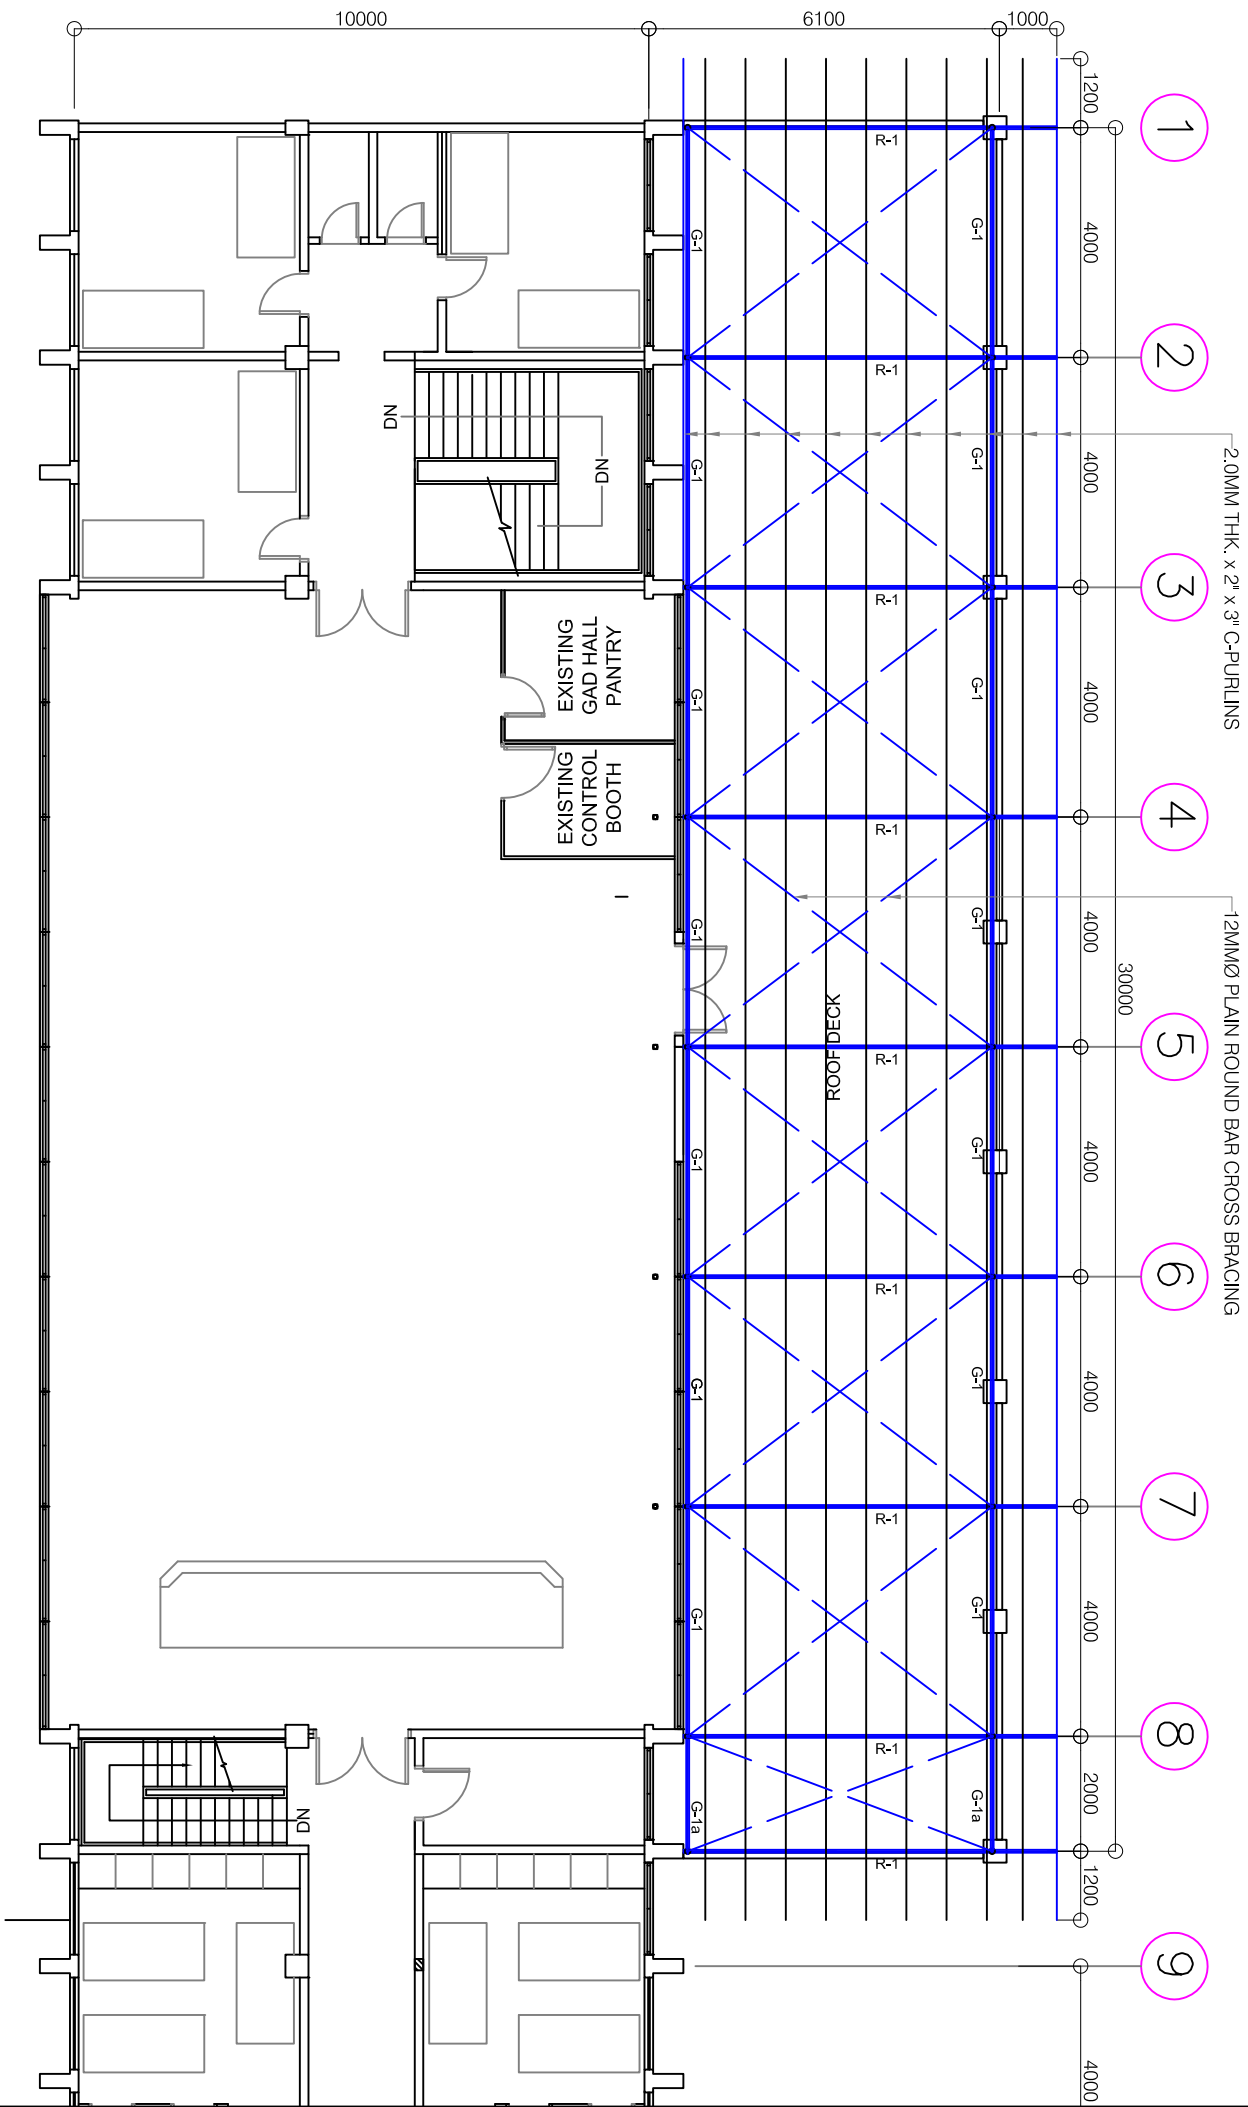 10000
6100
1000
1200
4000
4000
4000
4000
4000
4000
4000
2000
1200
4000
30000
1
2
3
4
5
6
7
8
9
2.0MM THK. x 2" x 3" C-PURLINS
12MMØ PLAIN ROUND BAR CROSS BRACING
R-1
R-1
R-1
R-1
R-1
R-1
R-1
R-1
R-1
G-1
G-1
G-1
G-1
G-1
G-1
G-1
G-1a
G-1
G-1
G-1
G-1
G-1
G-1
G-1
G-1a
ROOF DECK
DN
DN
EXISTING
GAD HALL
PANTRY
EXISTING
CONTROL
BOOTH
DN